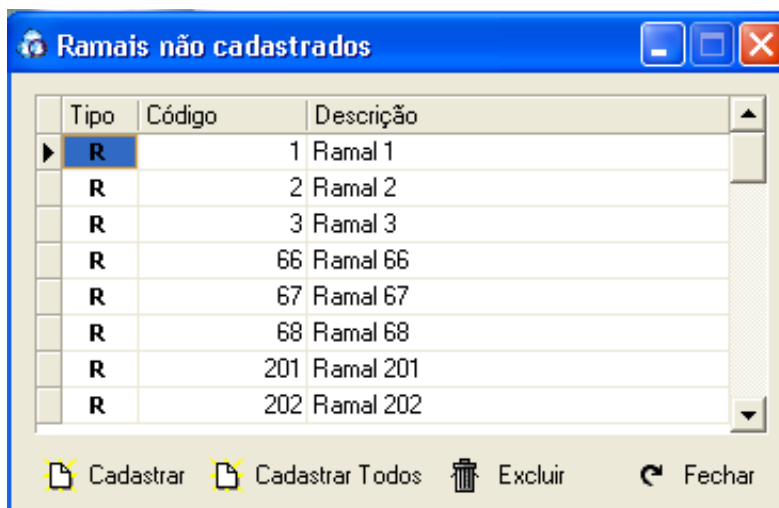 Ramais não cadastrados
Tipo Código Descrição
R 1 Ramal 1
R 2 Ramal 2
R 3 Ramal 3
R 66 Ramal 66
R 67 Ramal 67
R 68 Ramal 68
R 201 Ramal 201
R 202 Ramal 202
Cadastrar Cadastrar Todos Excluir Fechar